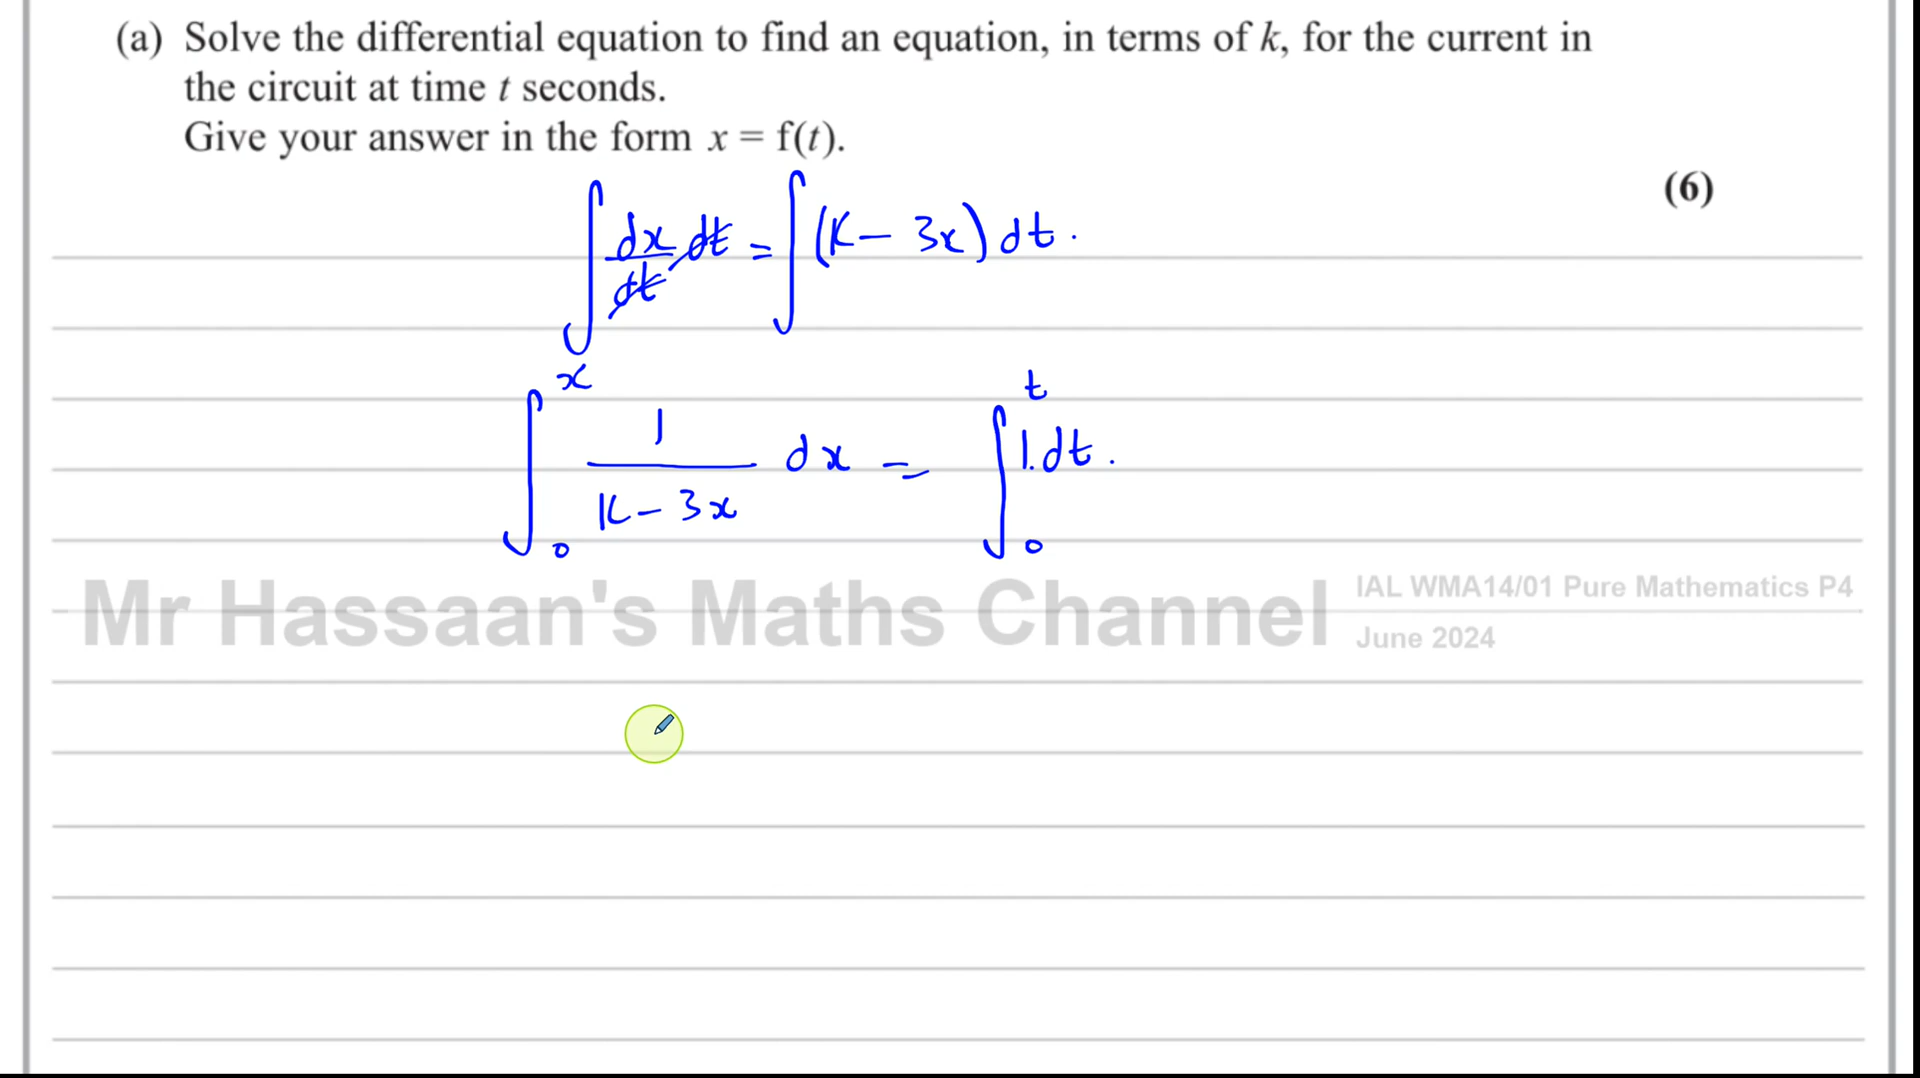 (a) Solve the differential equation to find an equation, in terms of k, for the current in
the circuit at time t seconds.
Give your answer in the form x = f(t).
(6)
∫ dx/dt dt = ∫ (K − 3x) dt.
∫₀ˣ 1/(K − 3x) dx = ∫₀ᵗ 1. dt.
Mr Hassaan's Maths Channel
IAL WMA14/01 Pure Mathematics P4
June 2024